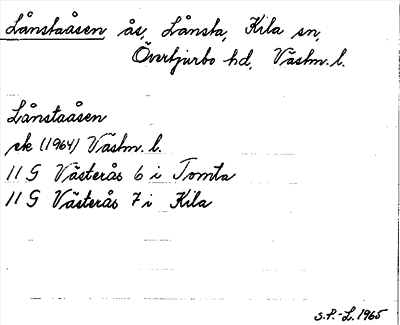 Lånstaåsen ås, Lånsta, Kila sn,
Övertjurbo hd, Västm. l.
Lånstaåsen
ek (1964) Västm. l.
11 G Västerås 6 i Tomta
11 G Västerås 7 i Kila
S.P.-L. 1965